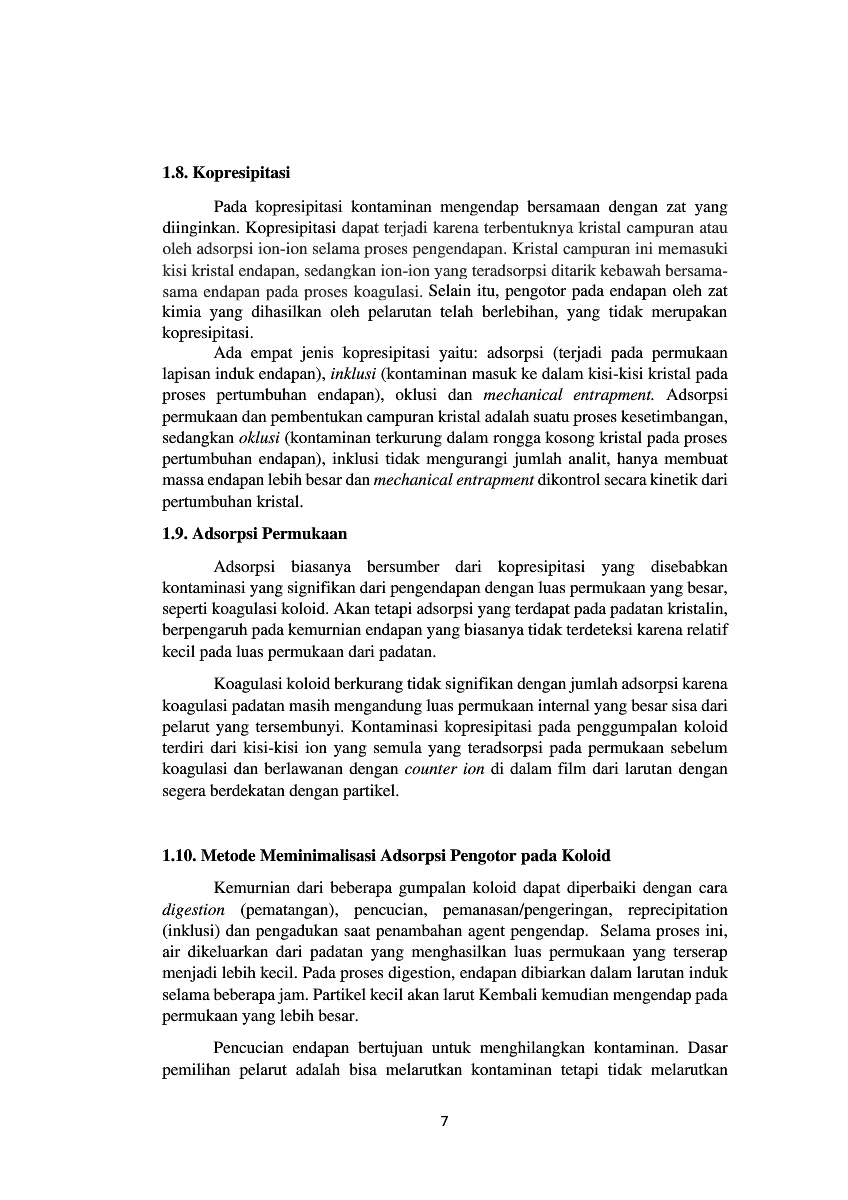 1.8. Kopresipitasi
Pada kopresipitasi kontaminan mengendap bersamaan dengan zat yang
diinginkan. Kopresipitasi dapat terjadi karena terbentuknya kristal campuran atau
oleh adsorpsi ion-ion selama proses pengendapan. Kristal campuran ini memasuki
kisi kristal endapan, sedangkan ion-ion yang teradsorpsi ditarik kebawah bersama-
sama endapan pada proses koagulasi. Selain itu, pengotor pada endapan oleh zat
kimia yang dihasilkan oleh pelarutan telah berlebihan, yang tidak merupakan
kopresipitasi.
Ada empat jenis kopresipitasi yaitu: adsorpsi (terjadi pada permukaan
lapisan induk endapan), inklusi (kontaminan masuk ke dalam kisi-kisi kristal pada
proses pertumbuhan endapan), oklusi dan mechanical entrapment. Adsorpsi
permukaan dan pembentukan campuran kristal adalah suatu proses kesetimbangan,
sedangkan oklusi (kontaminan terkurung dalam rongga kosong kristal pada proses
pertumbuhan endapan), inklusi tidak mengurangi jumlah analit, hanya membuat
massa endapan lebih besar dan mechanical entrapment dikontrol secara kinetik dari
pertumbuhan kristal.
1.9. Adsorpsi Permukaan
Adsorpsi biasanya bersumber dari kopresipitasi yang disebabkan
kontaminasi yang signifikan dari pengendapan dengan luas permukaan yang besar,
seperti koagulasi koloid. Akan tetapi adsorpsi yang terdapat pada padatan kristalin,
berpengaruh pada kemurnian endapan yang biasanya tidak terdeteksi karena relatif
kecil pada luas permukaan dari padatan.
Koagulasi koloid berkurang tidak signifikan dengan jumlah adsorpsi karena
koagulasi padatan masih mengandung luas permukaan internal yang besar sisa dari
pelarut yang tersembunyi. Kontaminasi kopresipitasi pada penggumpalan koloid
terdiri dari kisi-kisi ion yang semula yang teradsorpsi pada permukaan sebelum
koagulasi dan berlawanan dengan counter ion di dalam film dari larutan dengan
segera berdekatan dengan partikel.
1.10. Metode Meminimalisasi Adsorpsi Pengotor pada Koloid
Kemurnian dari beberapa gumpalan koloid dapat diperbaiki dengan cara
digestion (pematangan), pencucian, pemanasan/pengeringan, reprecipitation
(inklusi) dan pengadukan saat penambahan agent pengendap. Selama proses ini,
air dikeluarkan dari padatan yang menghasilkan luas permukaan yang terserap
menjadi lebih kecil. Pada proses digestion, endapan dibiarkan dalam larutan induk
selama beberapa jam. Partikel kecil akan larut Kembali kemudian mengendap pada
permukaan yang lebih besar.
Pencucian endapan bertujuan untuk menghilangkan kontaminan. Dasar
pemilihan pelarut adalah bisa melarutkan kontaminan tetapi tidak melarutkan
7